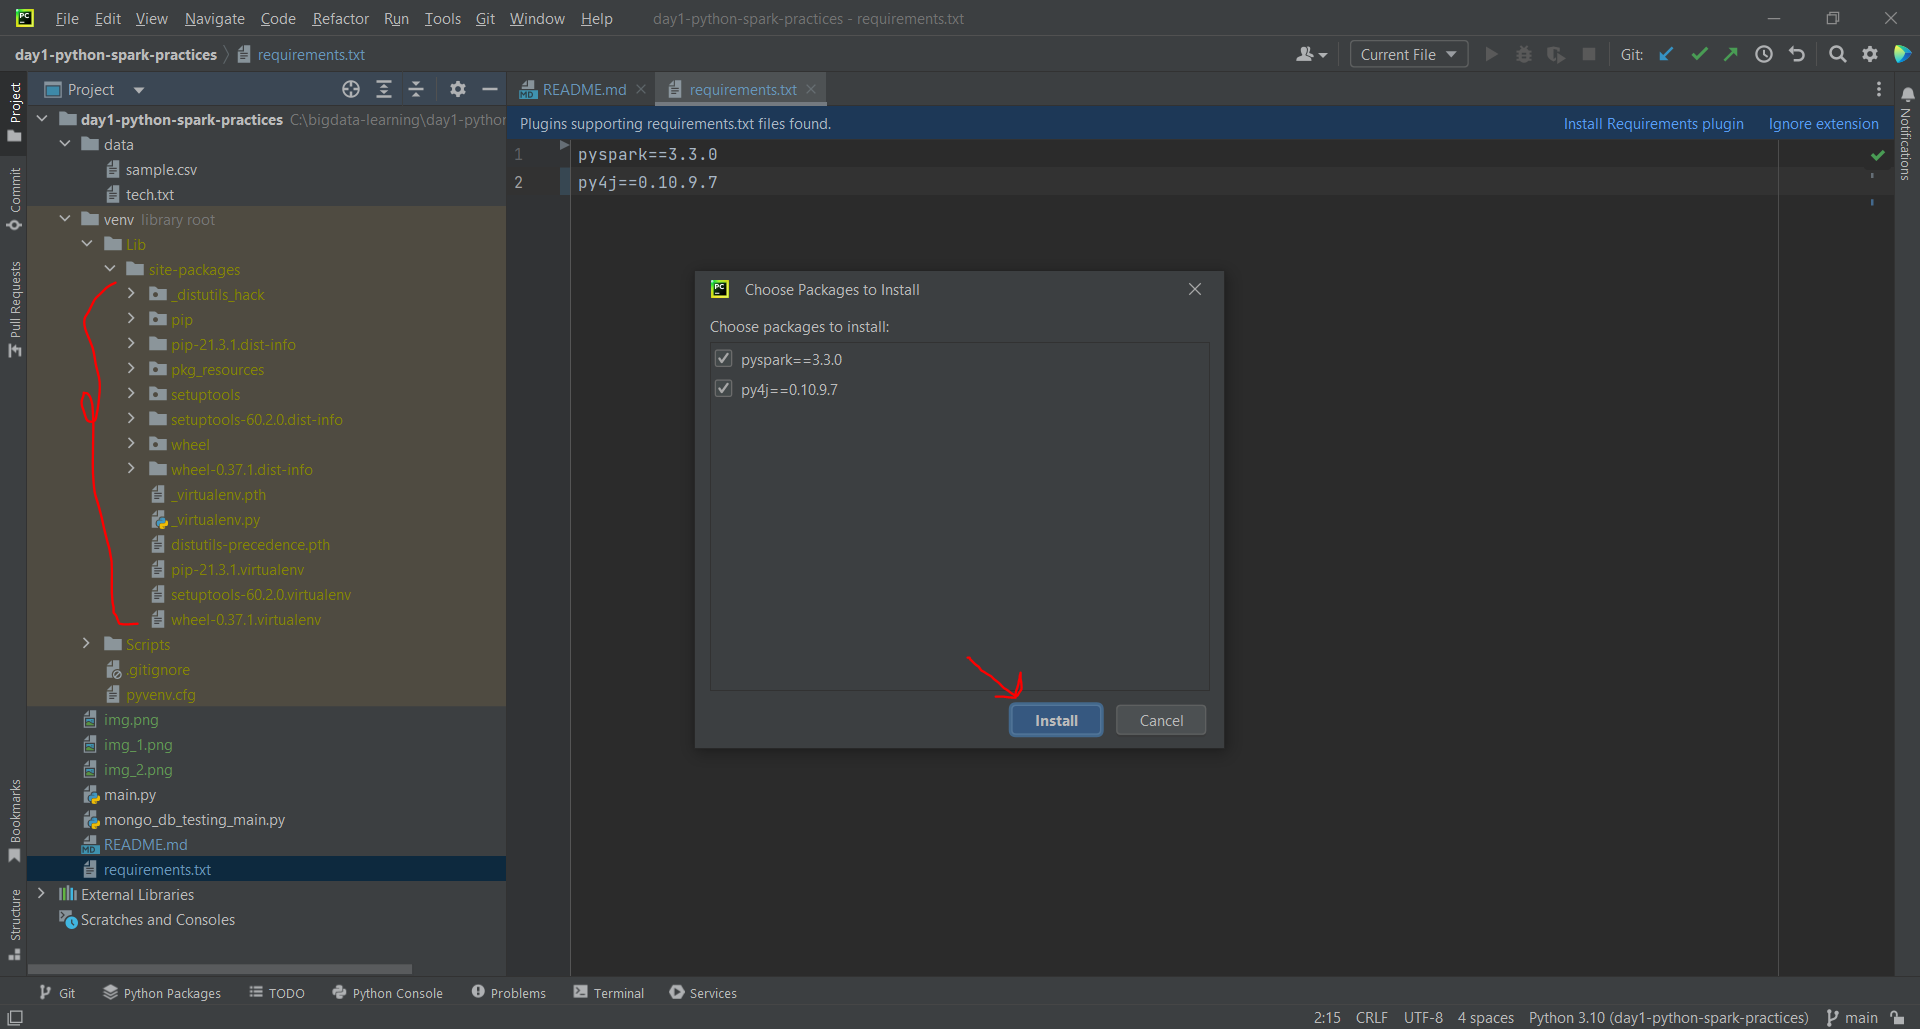 PC
File Edit View Navigate Code Refactor Run Tools Git Window Help day1-python-spark-practices - requirements.txt
day1-python-spark-practices requirements.txt Current File Git:
Project
README.md requirements.txt
day1-python-spark-practices C:\bigdata-learning\day1-python
Plugins supporting requirements.txt files found. Install Requirements plugin Ignore extension
data
sample.csv
tech.txt
venv library root
Lib
site-packages
_distutils_hack
pip
pip-21.3.1.dist-info
pkg_resources
setuptools
setuptools-60.2.0.dist-info
wheel
wheel-0.37.1.dist-info
_virtualenv.pth
_virtualenv.py
distutils-precedence.pth
pip-21.3.1.virtualenv
setuptools-60.2.0.virtualenv
wheel-0.37.1.virtualenv
Scripts
.gitignore
pyvenv.cfg
img.png
img_1.png
img_2.png
main.py
mongo_db_testing_main.py
MD README.md
requirements.txt
External Libraries
Scratches and Consoles
1 pyspark==3.3.0
2 py4j==0.10.9.7
PC Choose Packages to Install
Choose packages to install:
pyspark==3.3.0
py4j==0.10.9.7
Install Cancel
Project
Commit
Pull Requests
Bookmarks
Structure
Notifications
Git Python Packages TODO Python Console Problems Terminal Services
2:15 CRLF UTF-8 4 spaces Python 3.10 (day1-python-spark-practices) main